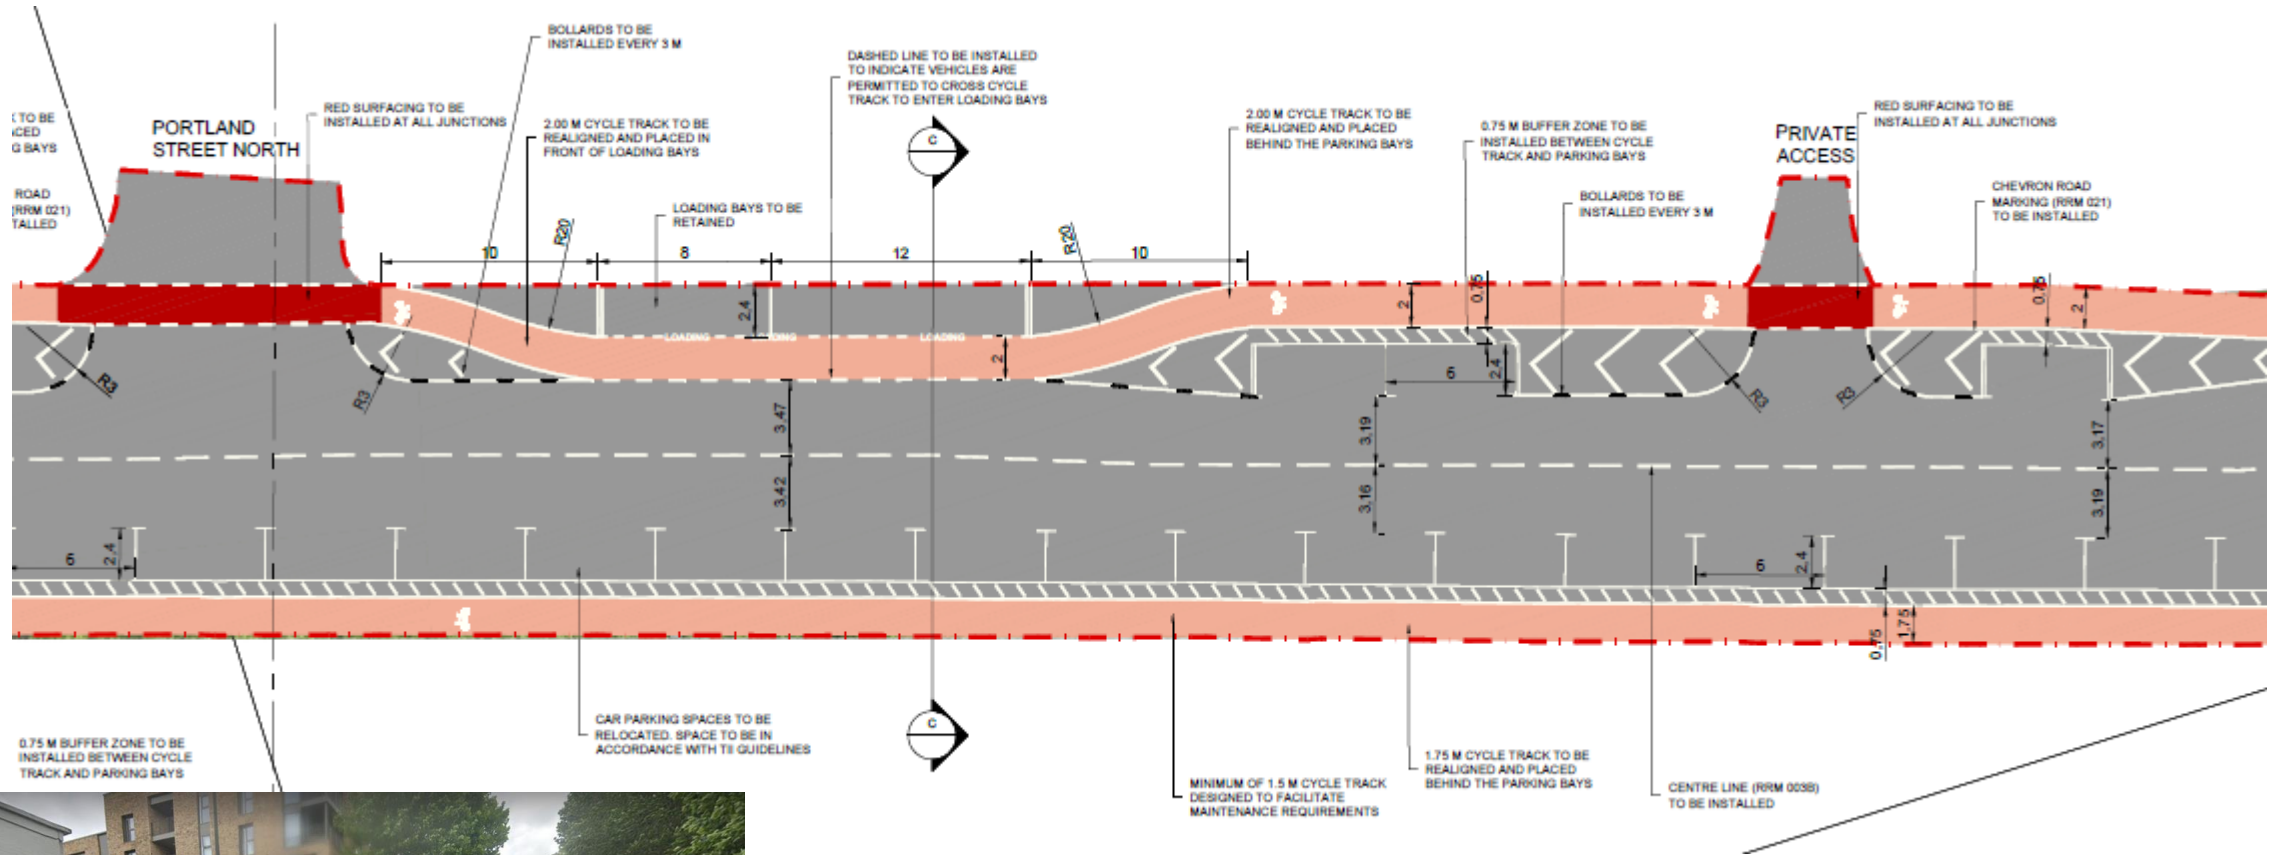 BOLLARDS TO BE
INSTALLED EVERY 3 M
DASHED LINE TO BE INSTALLED
TO INDICATE VEHICLES ARE
PERMITTED TO CROSS CYCLE
TRACK TO ENTER LOADING BAYS
RED SURFACING TO BE
INSTALLED AT ALL JUNCTIONS
2.00 M CYCLE TRACK TO BE
REALIGNED AND PLACED IN
FRONT OF LOADING BAYS
2.00 M CYCLE TRACK TO BE
REALIGNED AND PLACED
BEHIND THE PARKING BAYS
0.75 M BUFFER ZONE TO BE
INSTALLED BETWEEN CYCLE
TRACK AND PARKING BAYS
RED SURFACING TO BE
INSTALLED AT ALL JUNCTIONS
TO BE
G BAYS
ROAD
(RRM 021)
TALLED
PORTLAND
STREET NORTH
C
PRIVATE
ACCESS
LOADING BAYS TO BE
RETAINED
BOLLARDS TO BE
INSTALLED EVERY 3 M
CHEVRON ROAD
MARKING (RRM 021)
TO BE INSTALLED
R20
R20
10
8
12
10
2,4
2
0,75
0,75
2
LOADING
LOADING
LOADING
2
2,4
6
R3
R3
R3
R3
3,47
3,19
3,17
3,42
3,16
3,19
6
2,4
6
2,4
0,75
1,75
0.75 M BUFFER ZONE TO BE
INSTALLED BETWEEN CYCLE
TRACK AND PARKING BAYS
CAR PARKING SPACES TO BE
RELOCATED. SPACE TO BE IN
ACCORDANCE WITH TII GUIDELINES
C
MINIMUM OF 1.5 M CYCLE TRACK
DESIGNED TO FACILITATE
MAINTENANCE REQUIREMENTS
1.75 M CYCLE TRACK TO BE
REALIGNED AND PLACED
BEHIND THE PARKING BAYS
CENTRE LINE (RRM 003B)
TO BE INSTALLED